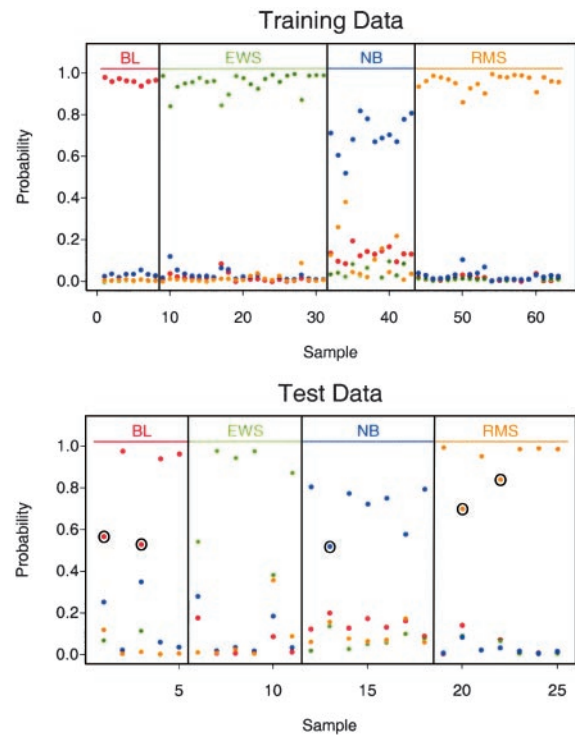 Training Data
BL EWS NB RMS
1.0
0.8
0.6
0.4
0.2
0.0
Probability
0 10 20 30 40 50 60
Sample
Test Data
BL EWS NB RMS
1.0
0.8
0.6
0.4
0.2
0.0
Probability
5 10 15 20 25
Sample